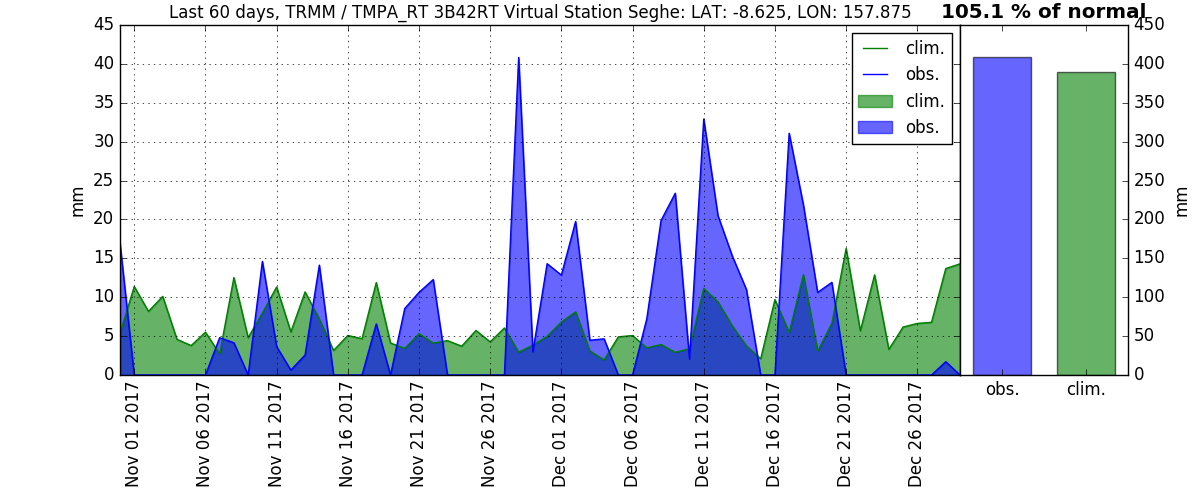 Last 60 days, TRMM / TMPA_RT 3B42RT Virtual Station Seghe: LAT: -8.625, LON: 157.875
105.1 % of normal
mm
45
40
35
30
25
20
15
10
5
0
clim.
obs.
clim.
obs.
Nov 01 2017
Nov 06 2017
Nov 11 2017
Nov 16 2017
Nov 21 2017
Nov 26 2017
Dec 01 2017
Dec 06 2017
Dec 11 2017
Dec 16 2017
Dec 21 2017
Dec 26 2017
obs.
clim.
450
400
350
300
250
200
150
100
50
0
mm